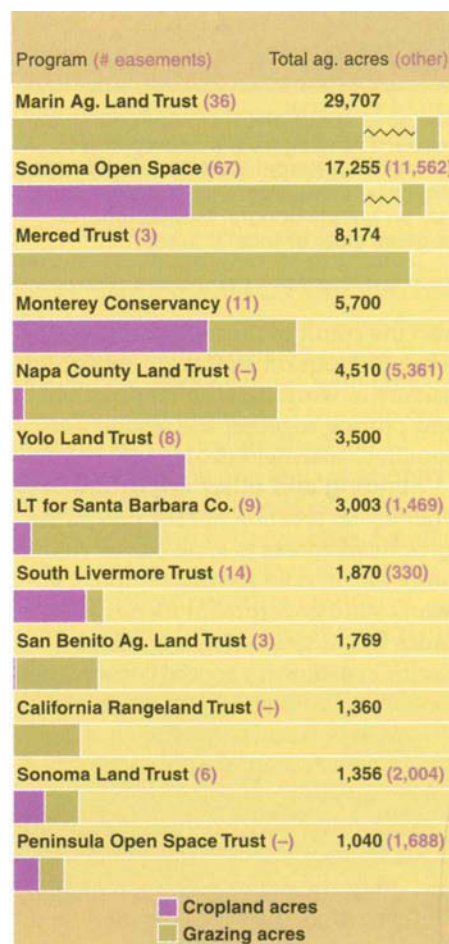 Program (# easements) Total ag. acres (other)
Marin Ag. Land Trust (36) 29,707
Sonoma Open Space (67) 17,255 (11,562)
Merced Trust (3) 8,174
Monterey Conservancy (11) 5,700
Napa County Land Trust (–) 4,510 (5,361)
Yolo Land Trust (8) 3,500
LT for Santa Barbara Co. (9) 3,003 (1,469)
South Livermore Trust (14) 1,870 (330)
San Benito Ag. Land Trust (3) 1,769
California Rangeland Trust (–) 1,360
Sonoma Land Trust (6) 1,356 (2,004)
Peninsula Open Space Trust (–) 1,040 (1,688)
Cropland acres
Grazing acres